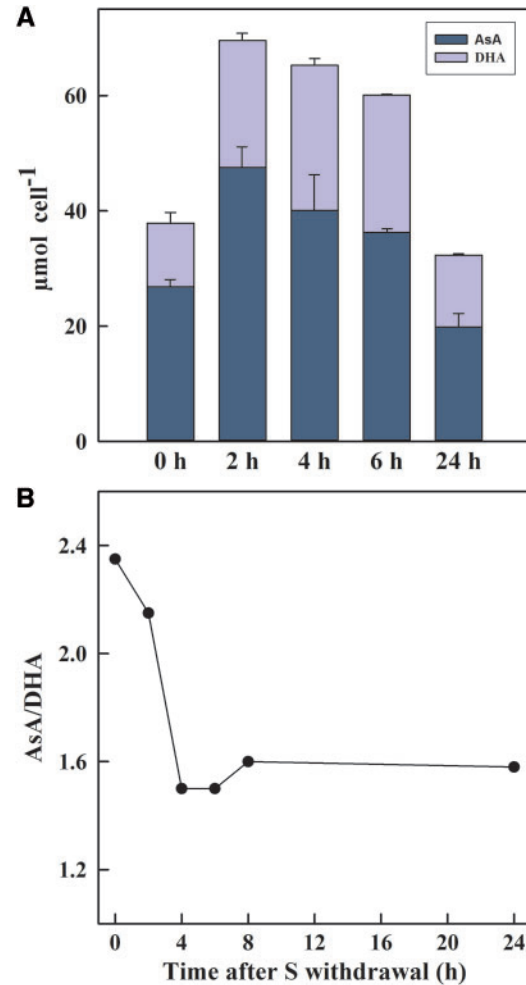 A
AsA
DHA
60
40
20
0
μmol cell⁻¹
0 h 2 h 4 h 6 h 24 h
B
2.4
2.0
1.6
1.2
AsA/DHA
0 4 8 12 16 20 24
Time after S withdrawal (h)